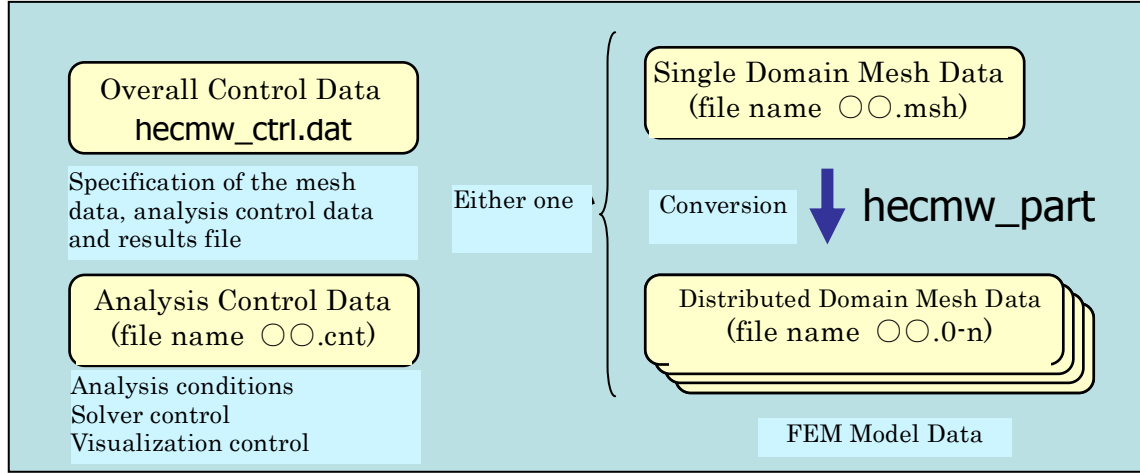 Overall Control Data
hecmw_ctrl.dat
Specification of the mesh
data, analysis control data
and results file
Analysis Control Data
(file name ○○.cnt)
Analysis conditions
Solver control
Visualization control
Either one
Single Domain Mesh Data
(file name ○○.msh)
Conversion
hecmw_part
Distributed Domain Mesh Data
(file name ○○.0-n)
FEM Model Data